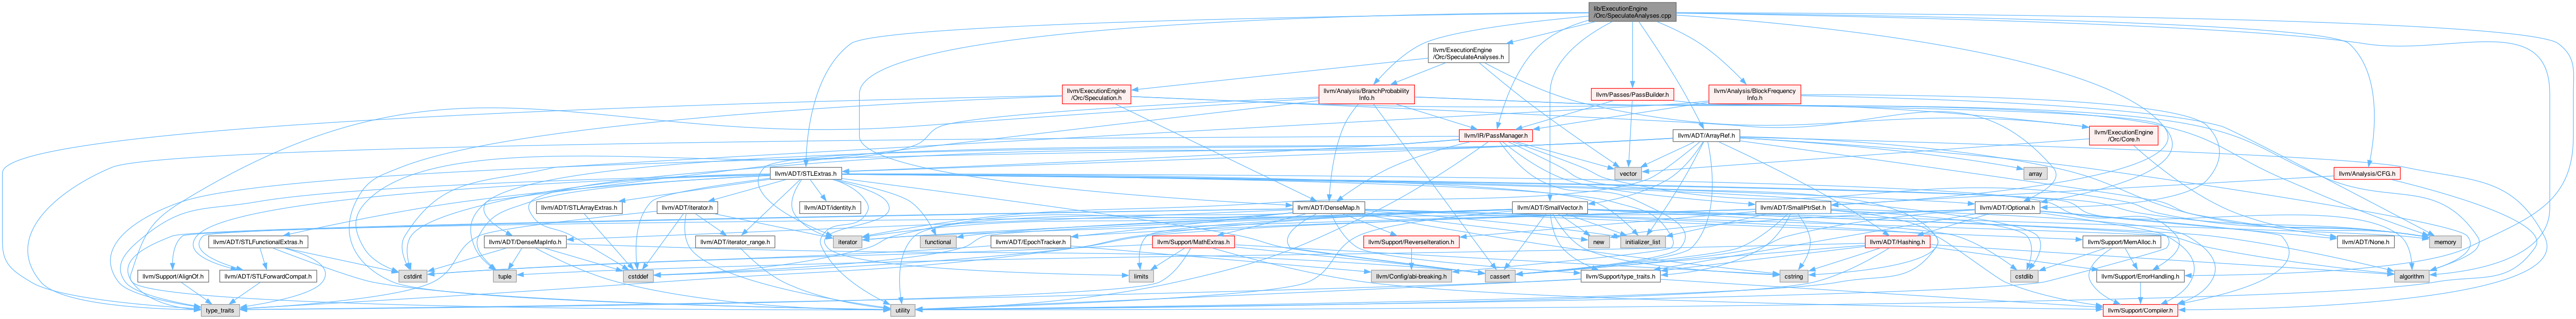 lib/ExecutionEngine
/Orc/SpeculateAnalyses.cpp
llvm/ExecutionEngine
/Orc/SpeculateAnalyses.h
llvm/ExecutionEngine
/Orc/Speculation.h
llvm/Analysis/BranchProbability
Info.h
llvm/Passes/PassBuilder.h
llvm/Analysis/BlockFrequency
Info.h
llvm/IR/PassManager.h
llvm/ADT/ArrayRef.h
llvm/ExecutionEngine
/Orc/Core.h
llvm/ADT/STLExtras.h
vector
array
llvm/Analysis/CFG.h
llvm/ADT/STLArrayExtras.h
llvm/ADT/iterator.h
llvm/ADT/identity.h
llvm/ADT/DenseMap.h
llvm/ADT/SmallVector.h
llvm/ADT/SmallPtrSet.h
llvm/ADT/Optional.h
llvm/ADT/STLFunctionalExtras.h
llvm/ADT/DenseMapInfo.h
llvm/ADT/iterator_range.h
iterator
functional
llvm/ADT/EpochTracker.h
llvm/Support/MathExtras.h
llvm/Support/ReverseIteration.h
new
initializer_list
llvm/ADT/Hashing.h
llvm/Support/MemAlloc.h
llvm/ADT/None.h
memory
llvm/Support/AlignOf.h
llvm/ADT/STLForwardCompat.h
cstdint
tuple
cstddef
limits
llvm/Config/abi-breaking.h
cassert
llvm/Support/type_traits.h
cstring
cstdlib
llvm/Support/ErrorHandling.h
algorithm
type_traits
utility
llvm/Support/Compiler.h